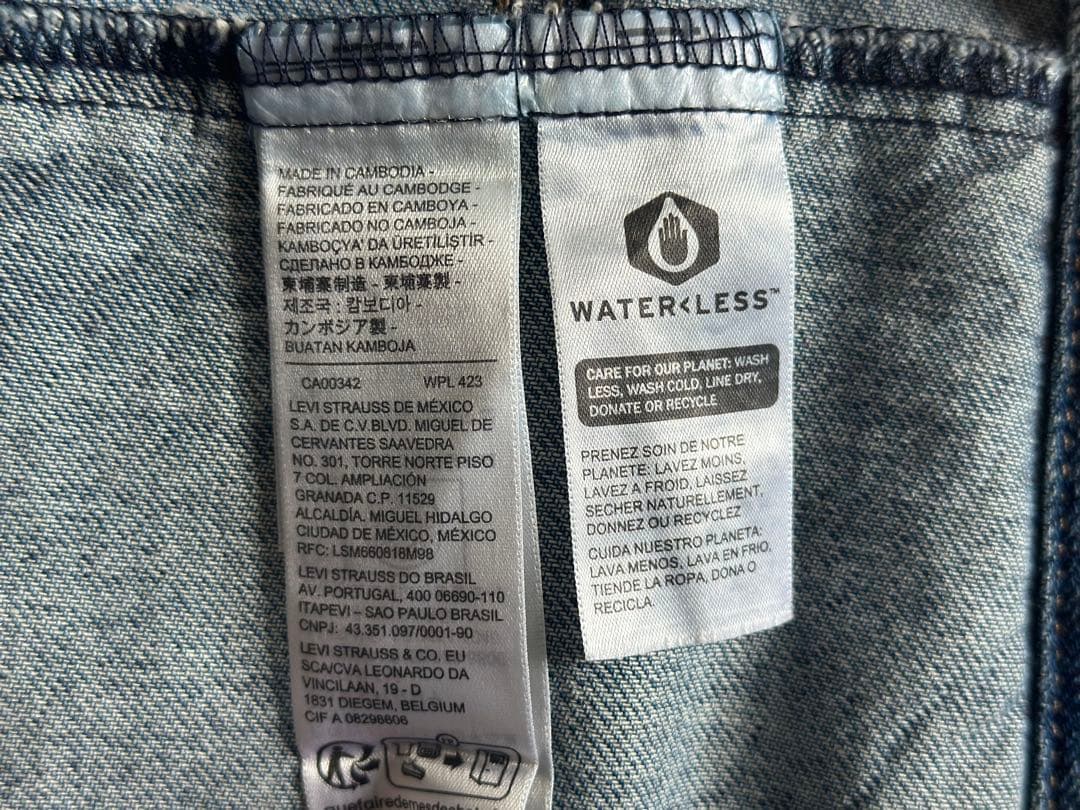 MADE IN CAMBODIA -
FABRIQUÉ AU CAMBODGE -
FABRICADO EN CAMBOYA -
FABRICADO NO CAMBOJA -
KAMBOÇYA' DA ÜRETİLİŞTİR -
СДЕЛАНО В КАМБОДЖЕ -
柬埔寨制造 - 柬埔寨製 -
제조국 : 캄보디아 -
カンボジア製 -
BUATAN KAMBOJA
CA00342 WPL 423
LEVI STRAUSS DE MÉXICO
S.A. DE C.V.BLVD. MIGUEL DE
CERVANTES SAAVEDRA
NO. 301, TORRE NORTE PISO
7 COL. AMPLIACIÓN
GRANADA C.P. 11529
ALCALDÍA. MIGUEL HIDALGO
CIUDAD DE MÉXICO, MÉXICO
RFC: LSM660818M98
LEVI STRAUSS DO BRASIL
AV. PORTUGAL, 400 06690-110
ITAPEVI – SAO PAULO BRASIL
CNPJ: 43.351.097/0001-90
LEVI STRAUSS & CO. EU
SCA/CVA LEONARDO DA
VINCILAAN, 19 - D
1831 DIEGEM, BELGIUM
CIF A 08296606
WATER<LESS™
CARE FOR OUR PLANET: WASH
LESS, WASH COLD, LINE DRY,
DONATE OR RECYCLE
PRENEZ SOIN DE NOTRE
PLANETE: LAVEZ MOINS,
LAVEZ A FROID, LAISSEZ
SECHER NATURELLEMENT,
DONNEZ OU RECYCLEZ
CUIDA NUESTRO PLANETA:
LAVA MENOS, LAVA EN FRIO,
TIENDE LA ROPA, DONA O
RECICLA.